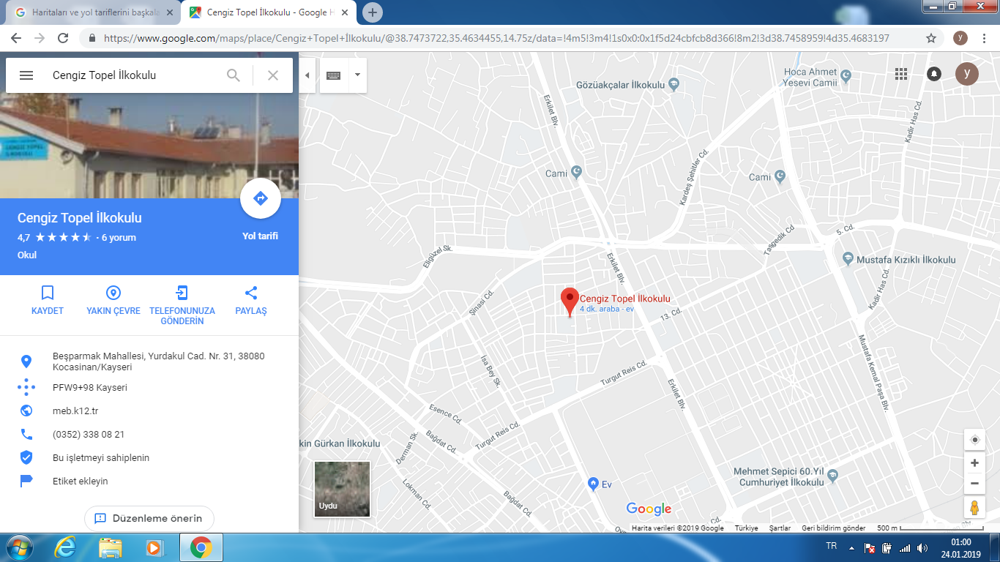 Haritaları ve yol tariflerini başkala
Cengiz Topel İlkokulu - Google H
https://www.google.com/maps/place/Cengiz+Topel+İlkokulu/@38.7473722,35.4634455,14.75z/data=!4m5!3m4!1s0x0:0x1f5d24cbfcb8d366!8m2!3d38.7458959!4d35.4683197
y
Cengiz Topel İlkokulu
CENGİZ TOPEL
İLKOKULU
Cengiz Topel İlkokulu
4,7
- 6 yorum
Okul
Yol tarifi
KAYDET
YAKIN ÇEVRE
TELEFONUNUZA
GÖNDERİN
PAYLAŞ
Beşparmak Mahallesi, Yurdakul Cad. Nr. 31, 38080
Kocasinan/Kayseri
PFW9+98 Kayseri
meb.k12.tr
(0352) 338 08 21
Bu işletmeyi sahiplenin
Etiket ekleyin
Düzenleme önerin
Gözüakçalar İlkokulu
Hoca Ahmet
Yesevi Camii
y
Erkilet Blv.
Kadir Has Cd.
Cami
Kardeş Şehitler Cd.
Cami
Eligüzel Sk.
Taşgedik Cd
5. Cd.
Erkilet Blv.
Mustafa Kızıklı İlkokulu
Kadir Has Cd.
Şinasi Cd.
Cengiz Topel İlkokulu
4 dk. araba - ev
13. Cd.
İsa Bey Sk.
Turgut Reis Cd.
Erkilet Blv.
Mustafa Kemal Paşa Blv.
Esence Cd.
Bağdat Cd.
Turgut Reis Cd.
kin Gürkan İlkokulu
Derman Sk.
Lokman Cd.
Bağdat Cd.
Ev
Mehmet Sepici 60.Yıl
Cumhuriyet İlkokulu
Uydu
Google
Harita verileri ©2019 Google
Türkiye
Şartlar
Geri bildirim gönder
500 m
TR
01:00
24.01.2019